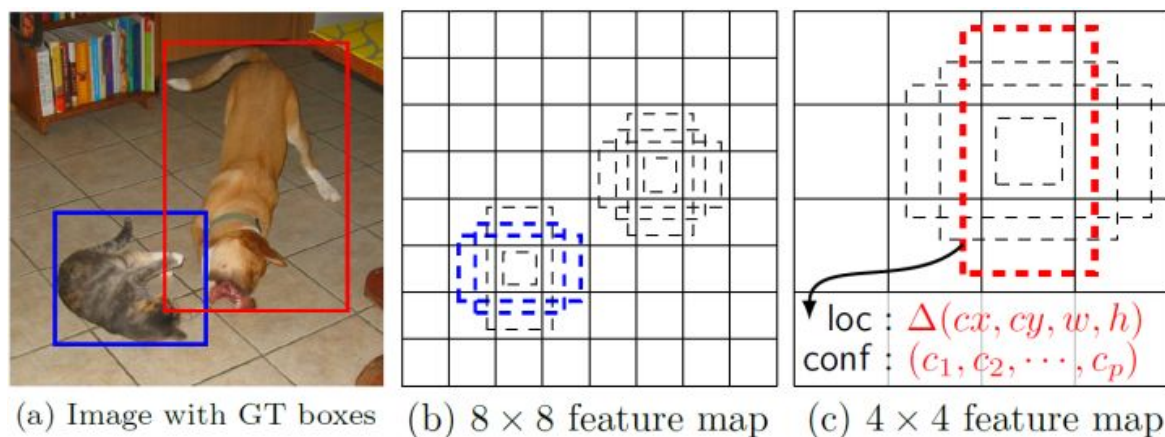 loc : Δ(cx, cy, w, h)
conf : (c₁, c₂, ⋯, cₚ)
(a) Image with GT boxes
(b) 8 × 8 feature map
(c) 4 × 4 feature map